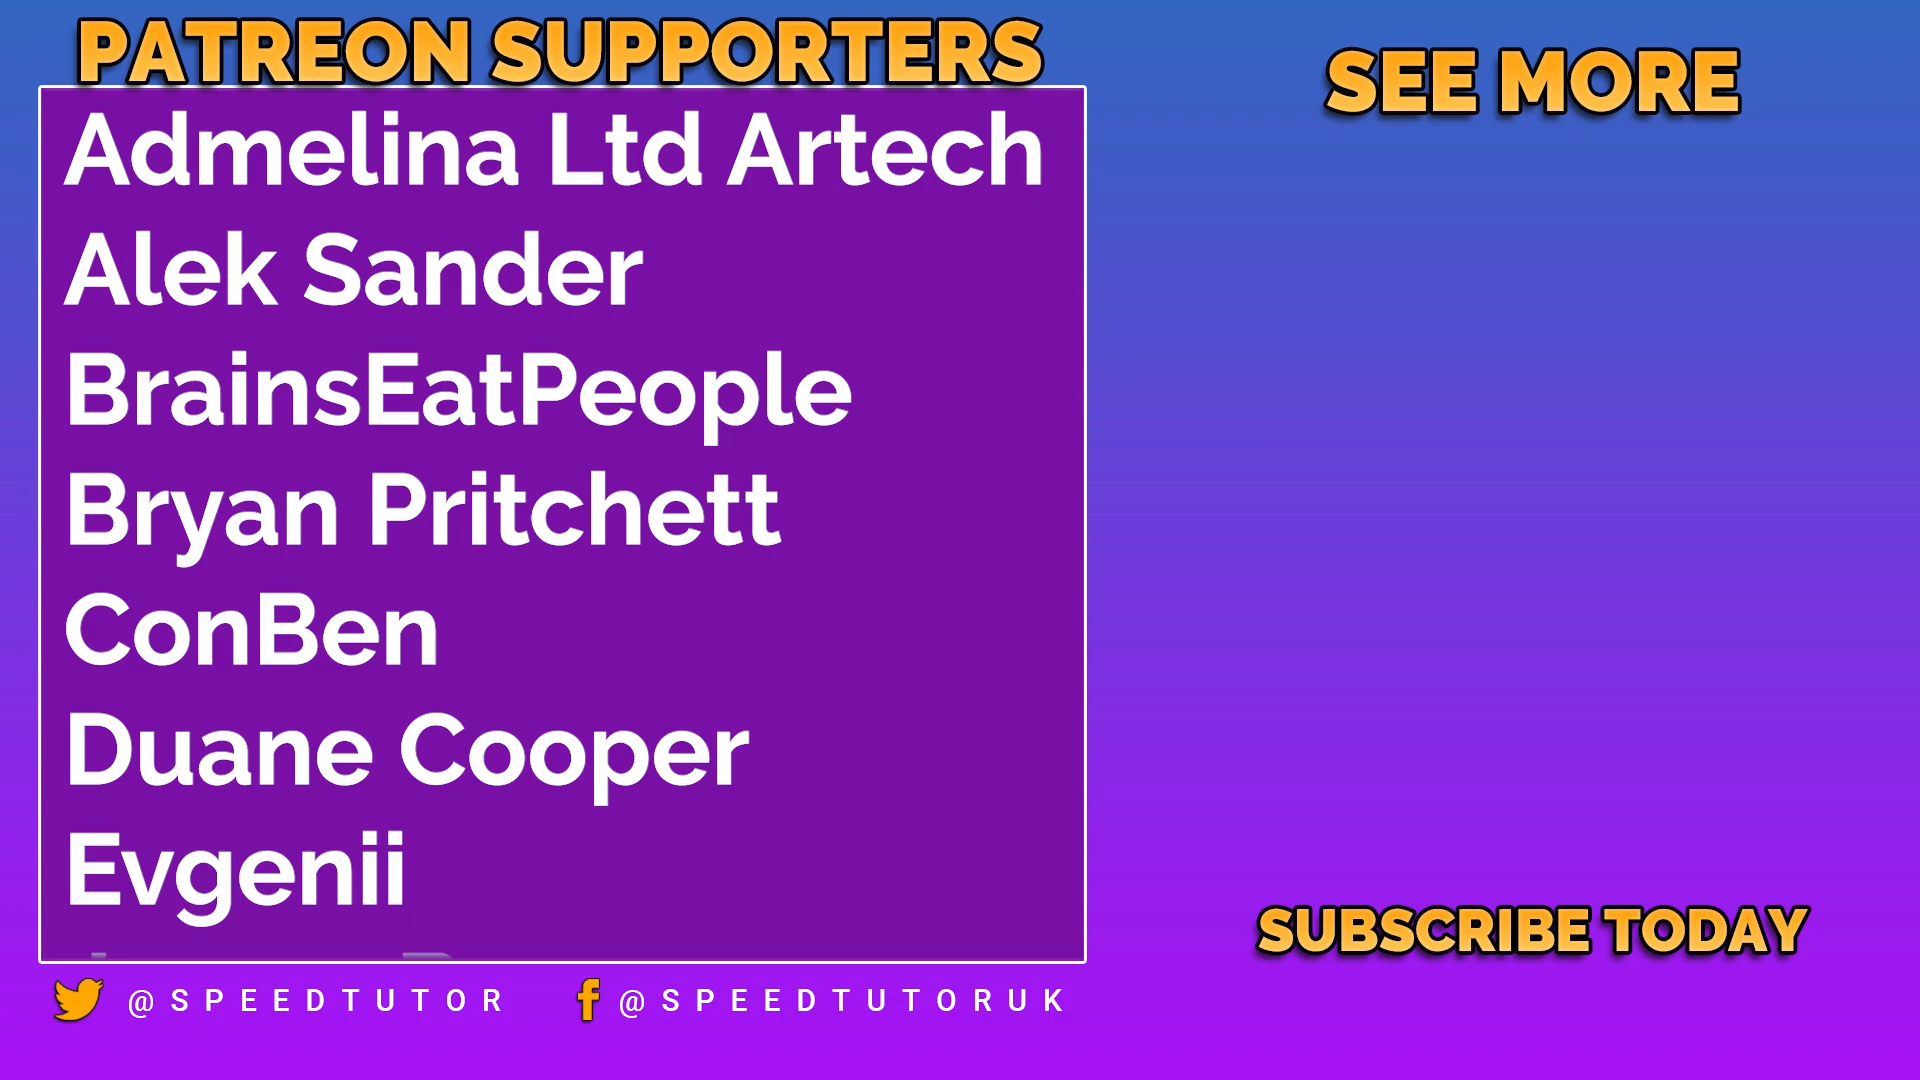 PATREON SUPPORTERS
Admelina Ltd Artech
Alek Sander
BrainsEatPeople
Bryan Pritchett
ConBen
Duane Cooper
Evgenii
@SPEEDTUTOR
@SPEEDTUTORUK
SEE MORE
SUBSCRIBE TODAY